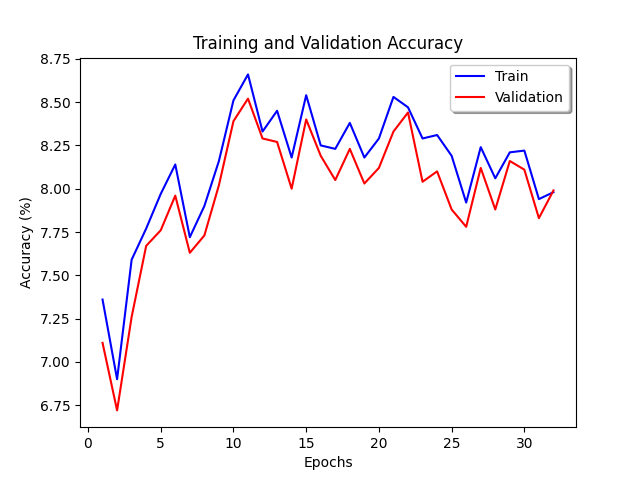 Training and Validation Accuracy
Train
Validation
Accuracy (%)
8.75
8.50
8.25
8.00
7.75
7.50
7.25
7.00
6.75
0 5 10 15 20 25 30
Epochs